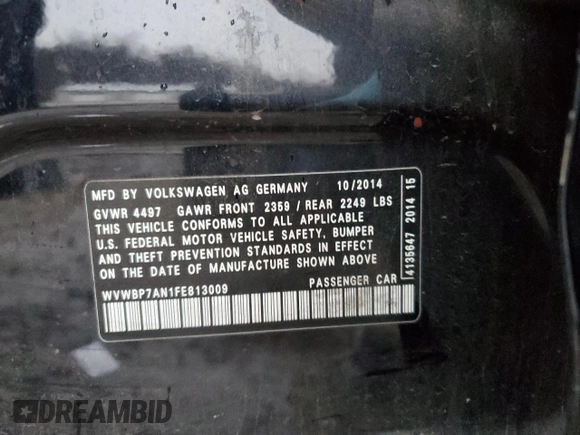 MFD BY VOLKSWAGEN AG GERMANY 10/2014
GVWR 4497 GAWR FRONT 2359 / REAR 2249 LBS
THIS VEHICLE CONFORMS TO ALL APPLICABLE
U.S. FEDERAL MOTOR VEHICLE SAFETY, BUMPER
AND THEFT PREVENTION STANDARDS IN EFFECT
ON THE DATE OF MANUFACTURE SHOWN ABOVE
WVWBP7AN1FE813009 PASSENGER CAR
4135647 2014 15
DREAMBID